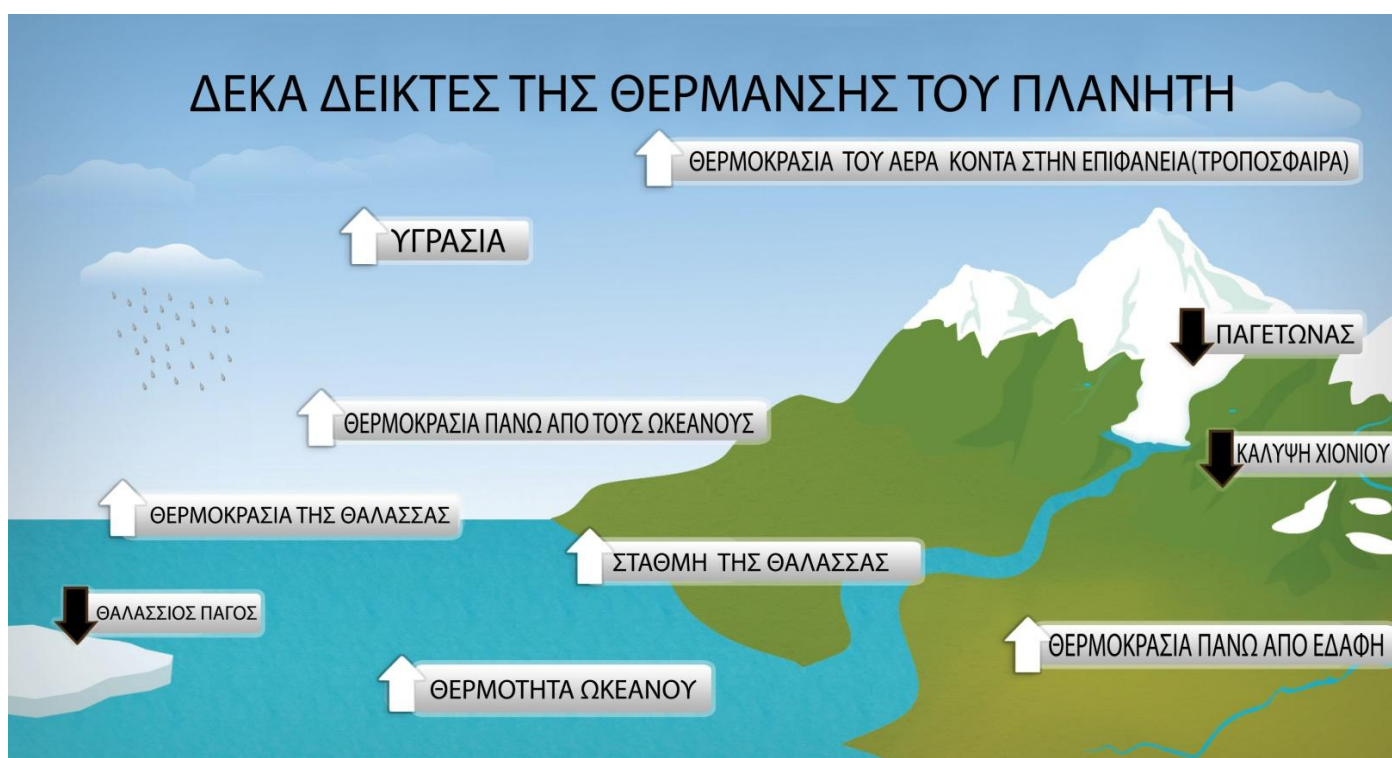 ΔΕΚΑ ΔΕΙΚΤΕΣ ΤΗΣ ΘΕΡΜΑΝΣΗΣ ΤΟΥ ΠΛΑΝΗΤΗ
ΘΕΡΜΟΚΡΑΣΙΑ ΤΟΥ ΑΕΡΑ ΚΟΝΤΑ ΣΤΗΝ ΕΠΙΦΑΝΕΙΑ(ΤΡΟΠΟΣΦΑΙΡΑ)
ΥΓΡΑΣΙΑ
ΠΑΓΕΤΩΝΑΣ
ΘΕΡΜΟΚΡΑΣΙΑ ΠΑΝΩ ΑΠΟ ΤΟΥΣ ΩΚΕΑΝΟΥΣ
ΚΑΛΥΨΗ ΧΙΟΝΙΟΥ
ΘΕΡΜΟΚΡΑΣΙΑ ΤΗΣ ΘΑΛΑΣΣΑΣ
ΣΤΑΘΜΗ ΤΗΣ ΘΑΛΑΣΣΑΣ
ΘΑΛΑΣΣΙΟΣ ΠΑΓΟΣ
ΘΕΡΜΟΚΡΑΣΙΑ ΠΑΝΩ ΑΠΟ ΕΔΑΦΗ
ΘΕΡΜΟΤΗΤΑ ΩΚΕΑΝΟΥ